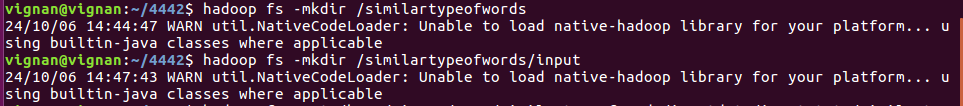 vignan@vignan:~/4442$ hadoop fs -mkdir /similartypeofwords
24/10/06 14:44:47 WARN util.NativeCodeLoader: Unable to load native-hadoop library for your platform... u
sing builtin-java classes where applicable
vignan@vignan:~/4442$ hadoop fs -mkdir /similartypeofwords/input
24/10/06 14:47:43 WARN util.NativeCodeLoader: Unable to load native-hadoop library for your platform... u
sing builtin-java classes where applicable